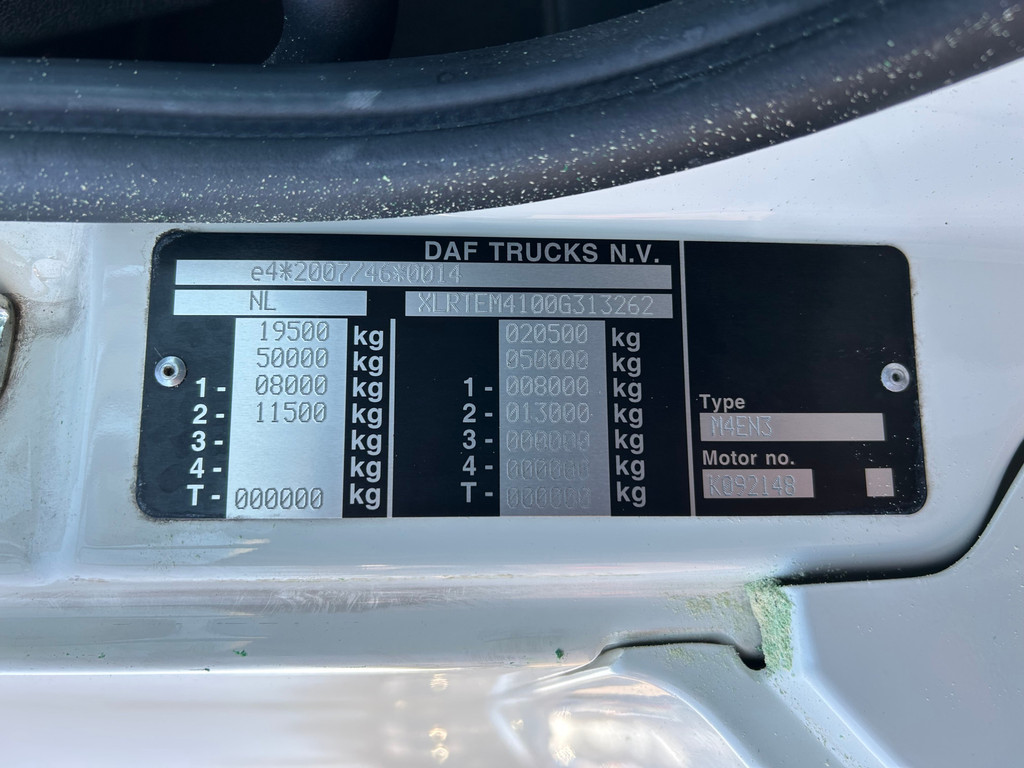 DAF TRUCKS N.V.
e4*2007/46*0014
NL XLRTEM4100G313262
19500 kg 020500 kg
50000 kg 050000 kg
1 - 08000 kg 1 - 008000 kg
2 - 11500 kg 2 - 013000 kg
3 - kg 3 - 000000 kg
4 - kg 4 - 000000 kg
T - 000000 kg T - 000000 kg
Type
M4EN3
Motor no.
K092148